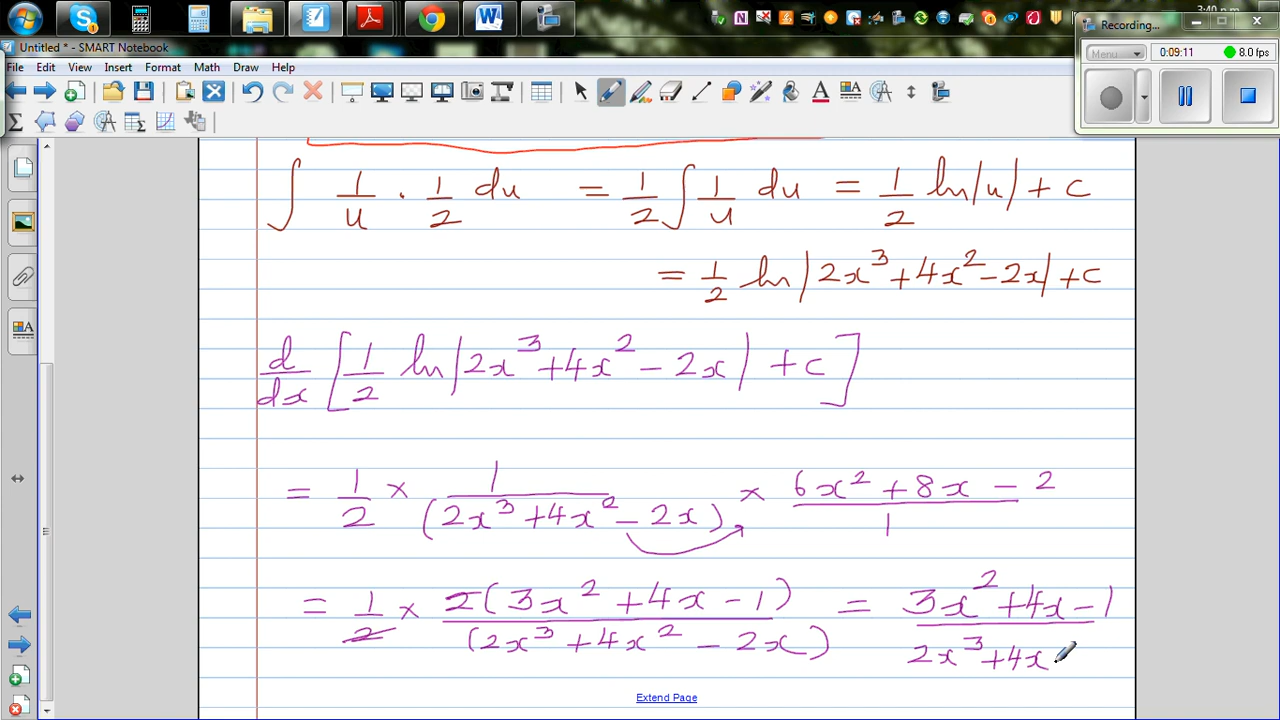 3:40 p.m.
Recording...
Untitled * - SMART Notebook
Menu 0:09:11 8.0 fps
File Edit View Insert Format Math Draw Help
∫ 1/u · 1/2 du = 1/2 ∫ 1/u du = 1/2 ln|u| + c
= 1/2 ln|2x³+4x²-2x| + c
d/dx [1/2 ln|2x³+4x²-2x| + c]
= 1/2 × 1/(2x³+4x²-2x) × (6x²+8x-2)/1
= 1/2 × 2(3x²+4x-1)/(2x³+4x²-2x) = (3x²+4x-1)/(2x³+4x
Extend Page